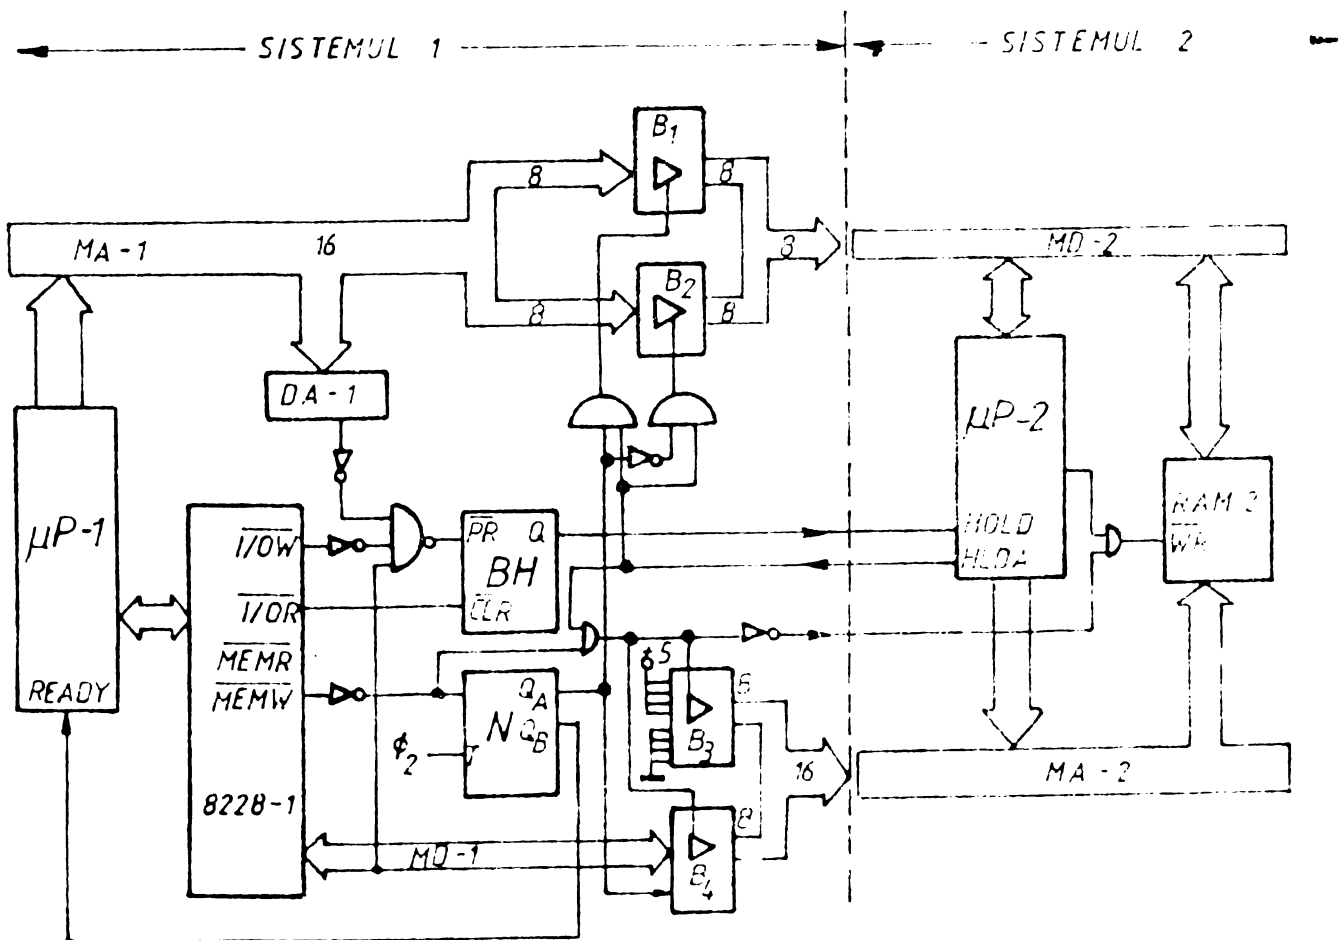 SISTEMUL 1
SISTEMUL 2
B1
8
8
MA-1
16
8
MD-2
B2
8
8
DA-1
µP-1
µP-2
I/OW
PR Q
BH
HOLD
HLDA
RAM-2
WR
I/OR
CLR
MEMR
MEMW
READY
QA
N QB
ϕ2
5
B3
8
16
MA-2
8228-1
MD-1
8
B4